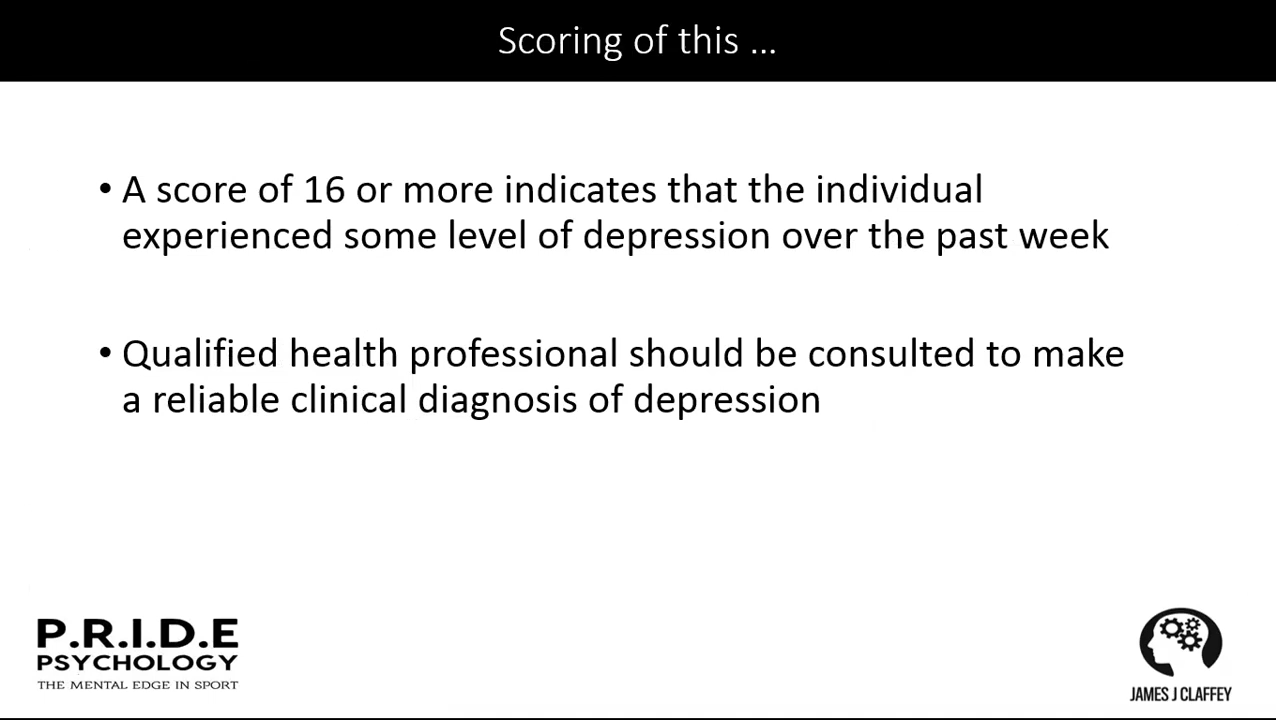 Scoring of this ...
• A score of 16 or more indicates that the individual
experienced some level of depression over the past week
• Qualified health professional should be consulted to make
a reliable clinical diagnosis of depression
P.R.I.D.E
PSYCHOLOGY
THE MENTAL EDGE IN SPORT
JAMES J CLAFFEY